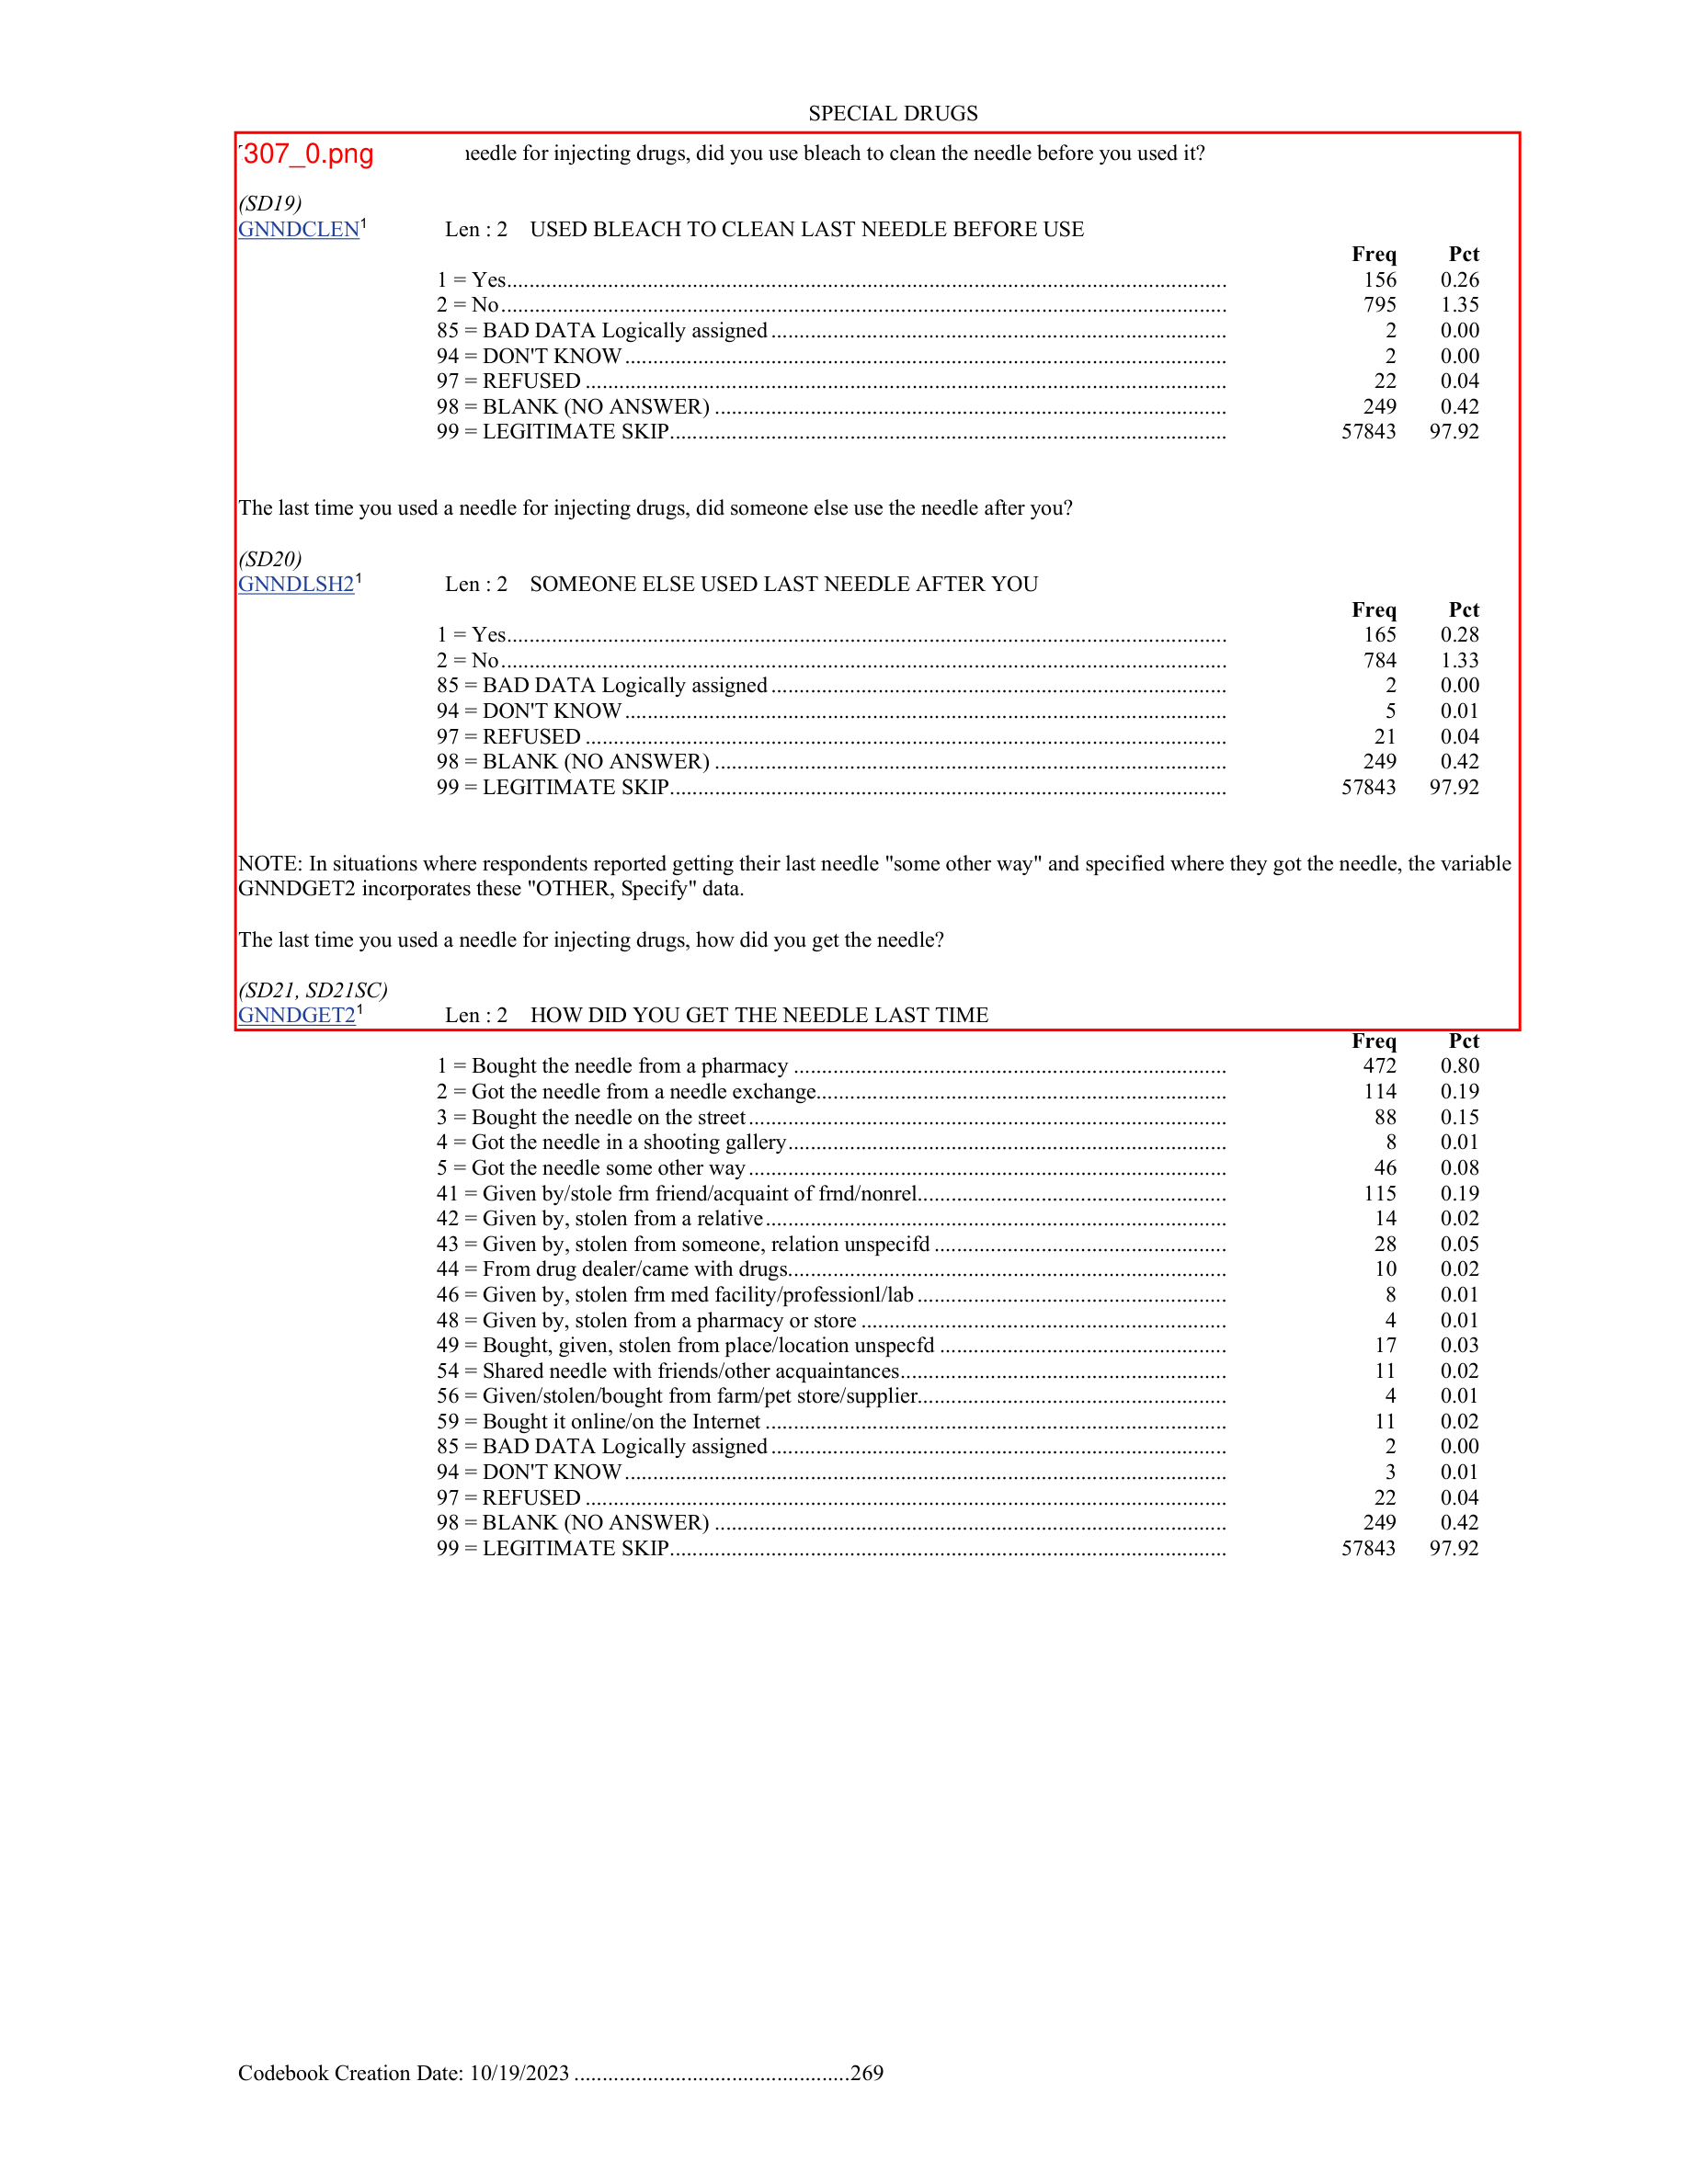 SPECIAL DRUGS
307_0.png needle for injecting drugs, did you use bleach to clean the needle before you used it?
(SD19)
GNNDCLEN1 Len : 2 USED BLEACH TO CLEAN LAST NEEDLE BEFORE USE
Freq Pct
1 = Yes 156 0.26
2 = No 795 1.35
85 = BAD DATA Logically assigned 2 0.00
94 = DON'T KNOW 2 0.00
97 = REFUSED 22 0.04
98 = BLANK (NO ANSWER) 249 0.42
99 = LEGITIMATE SKIP 57843 97.92
The last time you used a needle for injecting drugs, did someone else use the needle after you?
(SD20)
GNNDLSH21 Len : 2 SOMEONE ELSE USED LAST NEEDLE AFTER YOU
Freq Pct
1 = Yes 165 0.28
2 = No 784 1.33
85 = BAD DATA Logically assigned 2 0.00
94 = DON'T KNOW 5 0.01
97 = REFUSED 21 0.04
98 = BLANK (NO ANSWER) 249 0.42
99 = LEGITIMATE SKIP 57843 97.92
NOTE: In situations where respondents reported getting their last needle "some other way" and specified where they got the needle, the variable
GNNDGET2 incorporates these "OTHER, Specify" data.
The last time you used a needle for injecting drugs, how did you get the needle?
(SD21, SD21SC)
GNNDGET21 Len : 2 HOW DID YOU GET THE NEEDLE LAST TIME
Freq Pct
1 = Bought the needle from a pharmacy 472 0.80
2 = Got the needle from a needle exchange 114 0.19
3 = Bought the needle on the street 88 0.15
4 = Got the needle in a shooting gallery 8 0.01
5 = Got the needle some other way 46 0.08
41 = Given by/stole frm friend/acquaint of frnd/nonrel 115 0.19
42 = Given by, stolen from a relative 14 0.02
43 = Given by, stolen from someone, relation unspecifd 28 0.05
44 = From drug dealer/came with drugs 10 0.02
46 = Given by, stolen frm med facility/professionl/lab 8 0.01
48 = Given by, stolen from a pharmacy or store 4 0.01
49 = Bought, given, stolen from place/location unspecfd 17 0.03
54 = Shared needle with friends/other acquaintances 11 0.02
56 = Given/stolen/bought from farm/pet store/supplier 4 0.01
59 = Bought it online/on the Internet 11 0.02
85 = BAD DATA Logically assigned 2 0.00
94 = DON'T KNOW 3 0.01
97 = REFUSED 22 0.04
98 = BLANK (NO ANSWER) 249 0.42
99 = LEGITIMATE SKIP 57843 97.92
Codebook Creation Date: 10/19/2023 269